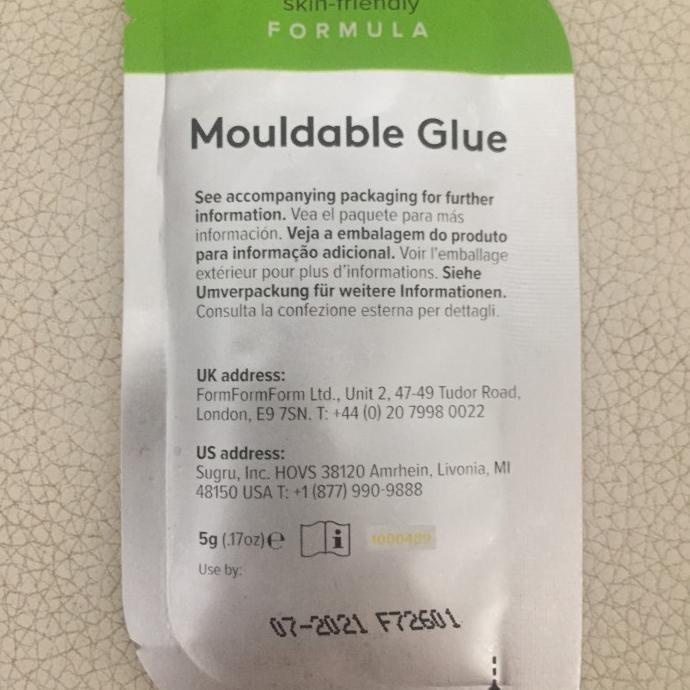 skin-friendly
FORMULA
Mouldable Glue
See accompanying packaging for further
information. Vea el paquete para más
información. Veja a embalagem do produto
para informação adicional. Voir l'emballage
extérieur pour plus d'informations. Siehe
Umverpackung für weitere Informationen.
Consulta la confezione esterna per dettagli.
UK address:
FormFormForm Ltd., Unit 2, 47-49 Tudor Road,
London, E9 7SN. T: +44 (0) 20 7998 0022
US address:
Sugru, Inc. HOVS 38120 Amrhein, Livonia, MI
48150 USA T: +1 (877) 990-9888
5g (.17oz) ℮ i
Use by:
07-2021 F72601